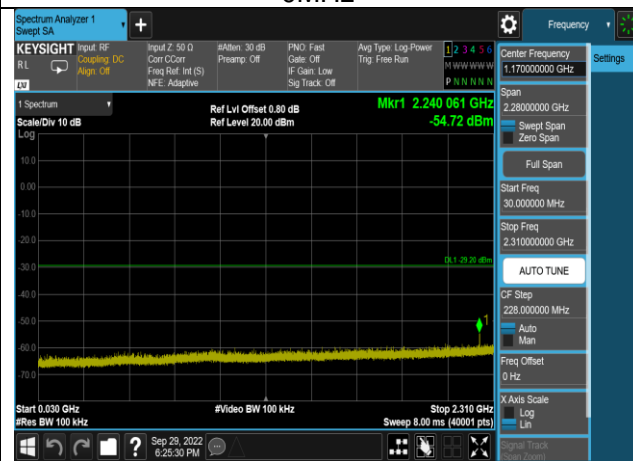 Spectrum Analyzer 1
Swept SA
Frequency
KEYSIGHT
RL
LXI
Input: RF
Coupling: DC
Align: Off
Input Z: 50 Ω
Corr CCorr
Freq Ref: Int (S)
NFE: Adaptive
#Atten: 30 dB
Preamp: Off
PNO: Fast
Gate: Off
IF Gain: Low
Sig Track: Off
Avg Type: Log-Power
Trig: Free Run
1 2 3 4 5 6
M W W W W W
P N N N N N
1 Spectrum
Scale/Div 10 dB
Log
Ref Lvl Offset 0.80 dB
Ref Level 20.00 dBm
Mkr1 2.240 061 GHz
-54.72 dBm
10.0
0.00
-10.0
-20.0
-30.0
-40.0
-50.0
-60.0
-70.0
DL1 -29.20 dBm
1
Start 0.030 GHz
#Res BW 100 kHz
#Video BW 100 kHz
Stop 2.310 GHz
Sweep 8.00 ms (40001 pts)
Sep 29, 2022
6:25:30 PM
Center Frequency
1.170000000 GHz
Settings
Span
2.28000000 GHz
Swept Span
Zero Span
Full Span
Start Freq
30.000000 MHz
Stop Freq
2.310000000 GHz
AUTO TUNE
CF Step
228.000000 MHz
Auto
Man
Freq Offset
0 Hz
X Axis Scale
Log
Lin
Signal Track
(Span Zoom)